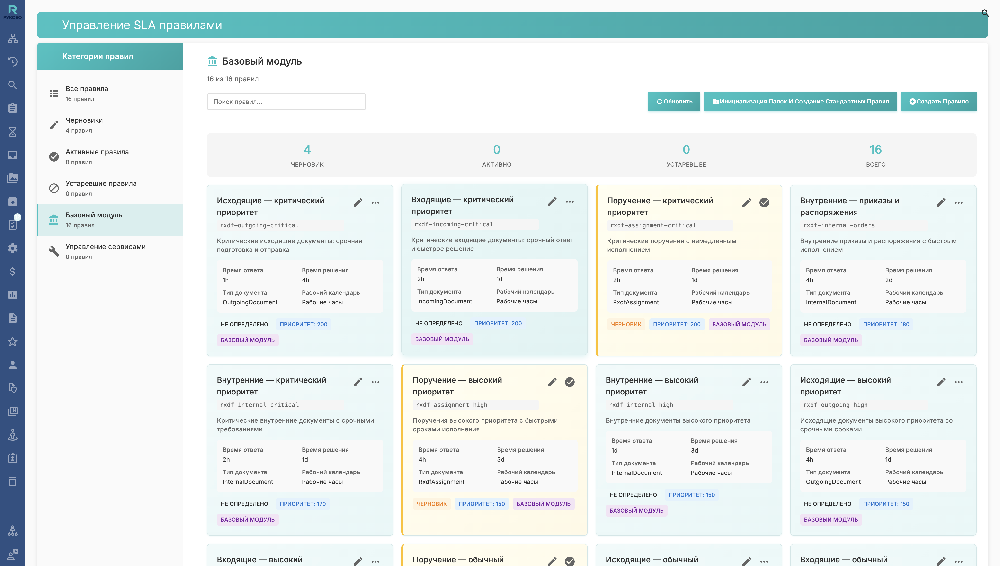 РУКСЕО
Управление SLA правилами
Категории правил
Все правила
16 правил
Черновики
4 правил
Активные правила
0 правил
Устаревшие правила
0 правил
Базовый модуль
16 правил
Управление сервисами
0 правил
Базовый модуль
16 из 16 правил
Поиск правил...
Обновить
Инициализация Папок И Создание Стандартных Правил
Создать Правило
4
ЧЕРНОВИК
0
АКТИВНО
0
УСТАРЕВШЕЕ
16
ВСЕГО
Исходящие — критический
приоритет
rxdf-outgoing-critical
Критические исходящие документы: срочная
подготовка и отправка
Время ответа
1h
Время решения
4h
Тип документа
OutgoingDocument
Рабочий календарь
Рабочие часы
НЕ ОПРЕДЕЛЕНО
ПРИОРИТЕТ: 200
БАЗОВЫЙ МОДУЛЬ
Входящие — критический
приоритет
rxdf-incoming-critical
Критические входящие документы: срочный ответ
и быстрое решение
Время ответа
2h
Время решения
1d
Тип документа
IncomingDocument
Рабочий календарь
Рабочие часы
НЕ ОПРЕДЕЛЕНО
ПРИОРИТЕТ: 200
БАЗОВЫЙ МОДУЛЬ
Поручение — критический
приоритет
rxdf-assignment-critical
Критические поручения с немедленным
исполнением
Время ответа
2h
Время решения
1d
Тип документа
RxdfAssignment
Рабочий календарь
Рабочие часы
ЧЕРНОВИК
ПРИОРИТЕТ: 200
БАЗОВЫЙ МОДУЛЬ
Внутренние — приказы и
распоряжения
rxdf-internal-orders
Внутренние приказы и распоряжения с быстрым
исполнением
Время ответа
4h
Время решения
2d
Тип документа
InternalDocument
Рабочий календарь
Рабочие часы
НЕ ОПРЕДЕЛЕНО
ПРИОРИТЕТ: 180
БАЗОВЫЙ МОДУЛЬ
Внутренние — критический
приоритет
rxdf-internal-critical
Критические внутренние документы с срочными
требованиями
Время ответа
2h
Время решения
1d
Тип документа
InternalDocument
Рабочий календарь
Рабочие часы
НЕ ОПРЕДЕЛЕНО
ПРИОРИТЕТ: 170
БАЗОВЫЙ МОДУЛЬ
Поручение — высокий
приоритет
rxdf-assignment-high
Поручения высокого приоритета с быстрыми
сроками исполнения
Время ответа
4h
Время решения
3d
Тип документа
RxdfAssignment
Рабочий календарь
Рабочие часы
ЧЕРНОВИК
ПРИОРИТЕТ: 150
БАЗОВЫЙ МОДУЛЬ
Внутренние — высокий
приоритет
rxdf-internal-high
Внутренние документы высокого приоритета
Время ответа
1d
Время решения
3d
Тип документа
InternalDocument
Рабочий календарь
Рабочие часы
НЕ ОПРЕДЕЛЕНО
ПРИОРИТЕТ: 150
БАЗОВЫЙ МОДУЛЬ
Исходящие — высокий
приоритет
rxdf-outgoing-high
Исходящие документы высокого приоритета со
срочными сроками
Время ответа
4h
Время решения
1d
Тип документа
OutgoingDocument
Рабочий календарь
Рабочие часы
НЕ ОПРЕДЕЛЕНО
ПРИОРИТЕТ: 150
БАЗОВЫЙ МОДУЛЬ
Входящие — высокий
Поручение — обычный
Исходящие — обычный
Входящие — обычный